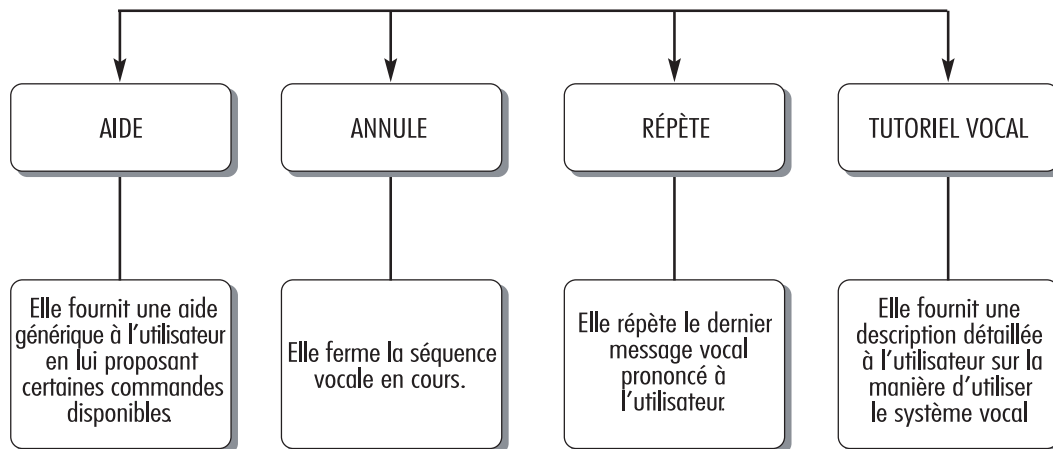 AIDE
ANNULE
RÉPÈTE
TUTORIEL VOCAL
Elle fournit une aide
générique à l'utilisateur
en lui proposant
certaines commandes
disponibles.
Elle ferme la séquence
vocale en cours.
Elle répète le dernier
message vocal
prononcé à
l'utilisateur.
Elle fournit une
description détaillée
à l'utilisateur sur la
manière d'utiliser
le système vocal